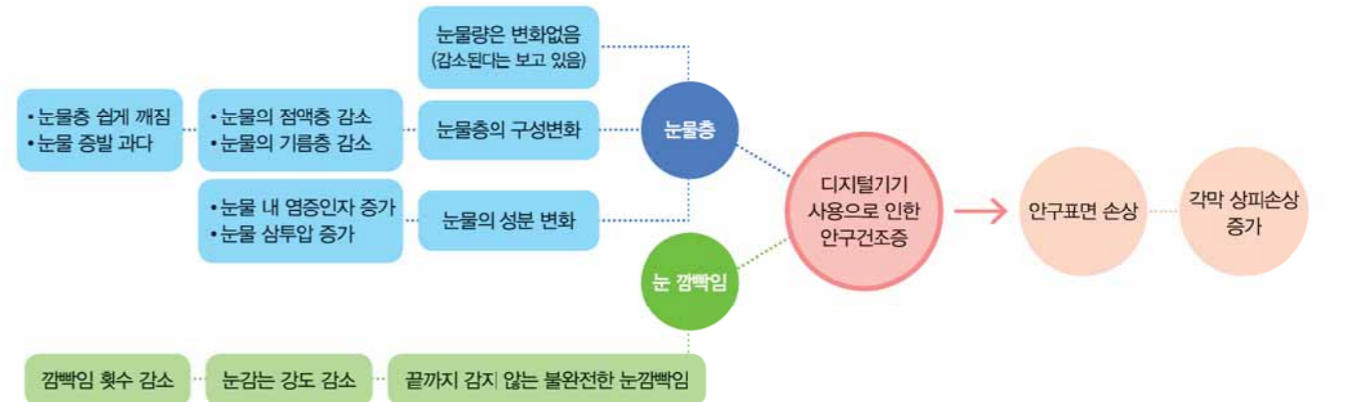 눈물량은 변화없음
(감소된다는 보고 있음)
• 눈물층 쉽게 깨짐
• 눈물 증발 과다
• 눈물의 점액층 감소
• 눈물의 기름층 감소
눈물층의 구성변화
눈물층
• 눈물 내 염증인자 증가
• 눈물 삼투압 증가
눈물의 성분 변화
디지털기기
사용으로 인한
안구건조증
안구표면 손상
각막 상피손상
증가
눈 깜빡임
깜빡임 횟수 감소
눈감는 강도 감소
끝까지 감지 않는 불완전한 눈깜빡임